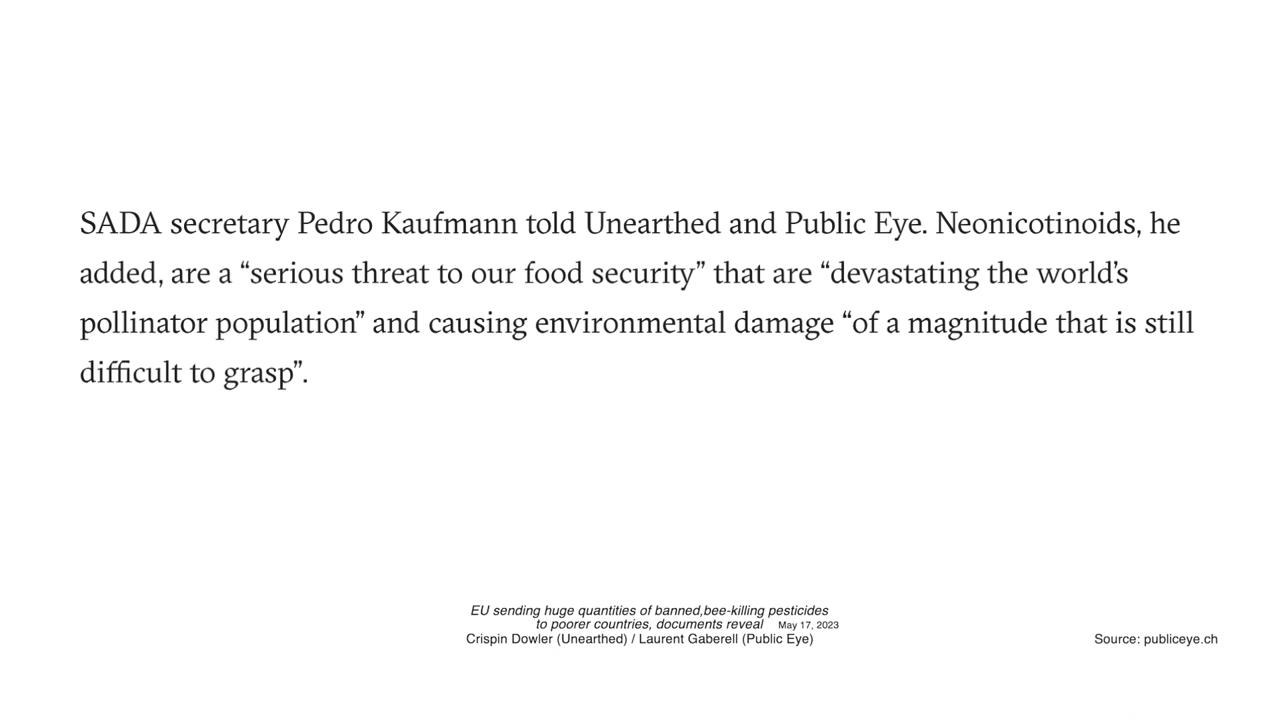 SADA secretary Pedro Kaufmann told Unearthed and Public Eye. Neonicotinoids, he
added, are a “serious threat to our food security” that are “devastating the world’s
pollinator population” and causing environmental damage “of a magnitude that is still
difficult to grasp”.
EU sending huge quantities of banned,bee-killing pesticides
to poorer countries, documents reveal May 17, 2023
Crispin Dowler (Unearthed) / Laurent Gaberell (Public Eye)
Source: publiceye.ch